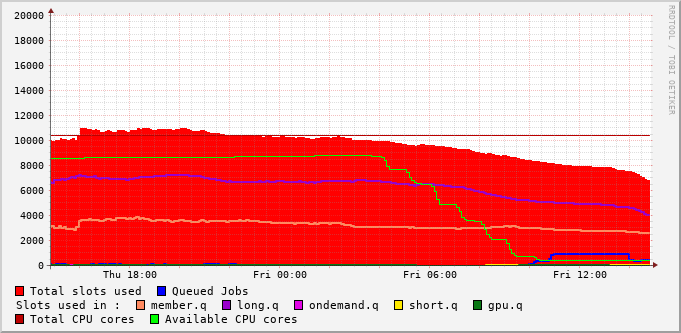 RRDTOOL / TOBI OETIKER
20000
18000
16000
14000
12000
10000
8000
6000
4000
2000
0
Thu 18:00 Fri 00:00 Fri 06:00 Fri 12:00
Total slots used Queued Jobs
Slots used in : member.q long.q ondemand.q short.q gpu.q
Total CPU cores Available CPU cores